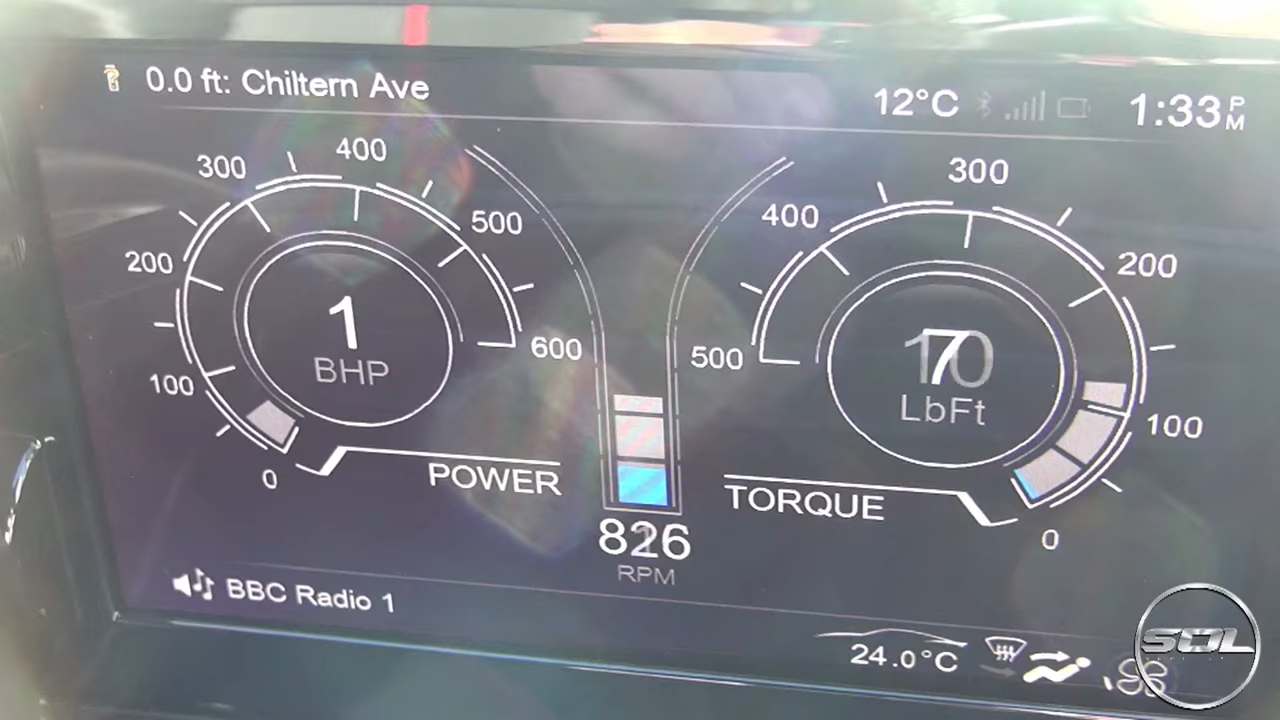 0.0 ft: Chiltern Ave
12°C
1:33 PM
0
100
200
300
400
500
600
1
BHP
POWER
826
RPM
500
400
300
200
100
0
LbFt
TORQUE
BBC Radio 1
24.0°C
SOL